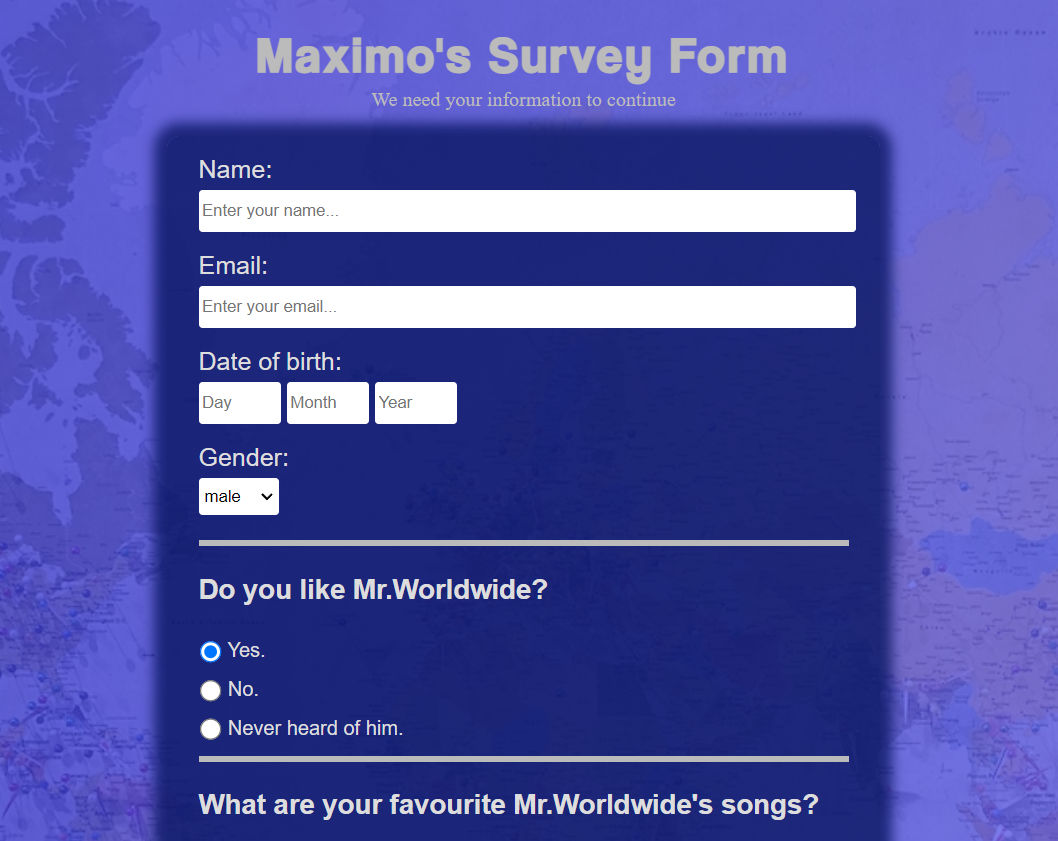 Maximo's Survey Form
We need your information to continue
Name:
Enter your name...
Email:
Enter your email...
Date of birth:
Day Month Year
Gender:
male
Do you like Mr.Worldwide?
Yes.
No.
Never heard of him.
What are your favourite Mr.Worldwide's songs?